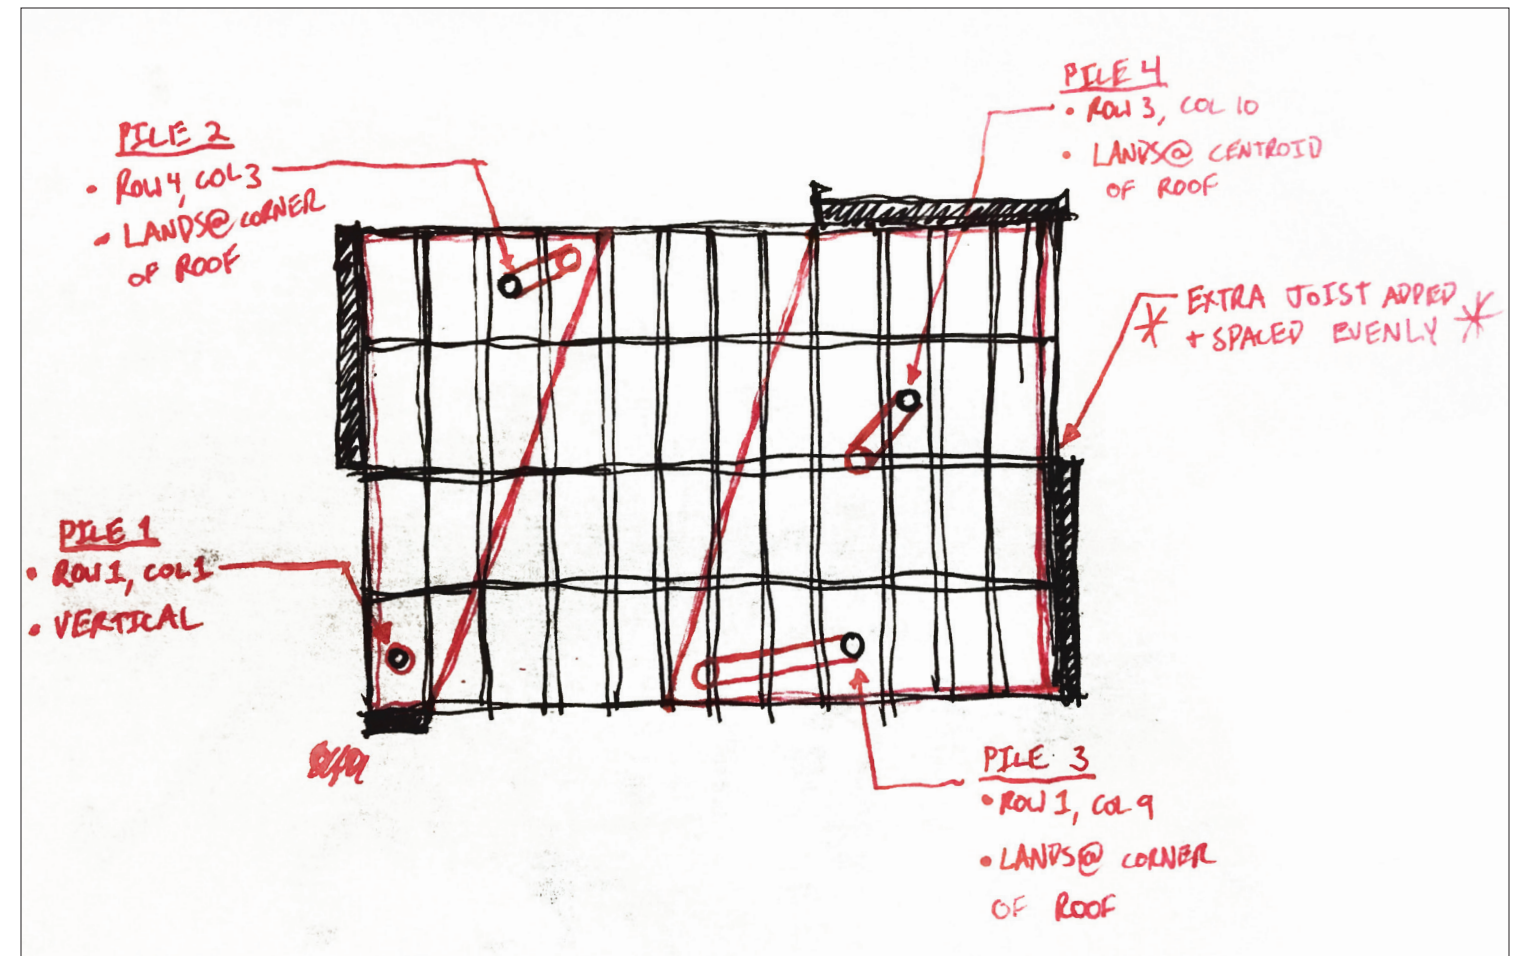 PILE 2
• ROW 4, COL 3
• LANDS@ CORNER
OF ROOF
PILE 4
• ROW 3, COL 10
• LANDS@ CENTROID
OF ROOF
* EXTRA JOIST ADDED
+ SPACED EVENLY *
PILE 1
• ROW 1, COL 1
• VERTICAL
PILE 3
• ROW 1, COL 9
• LANDS@ CORNER
OF ROOF